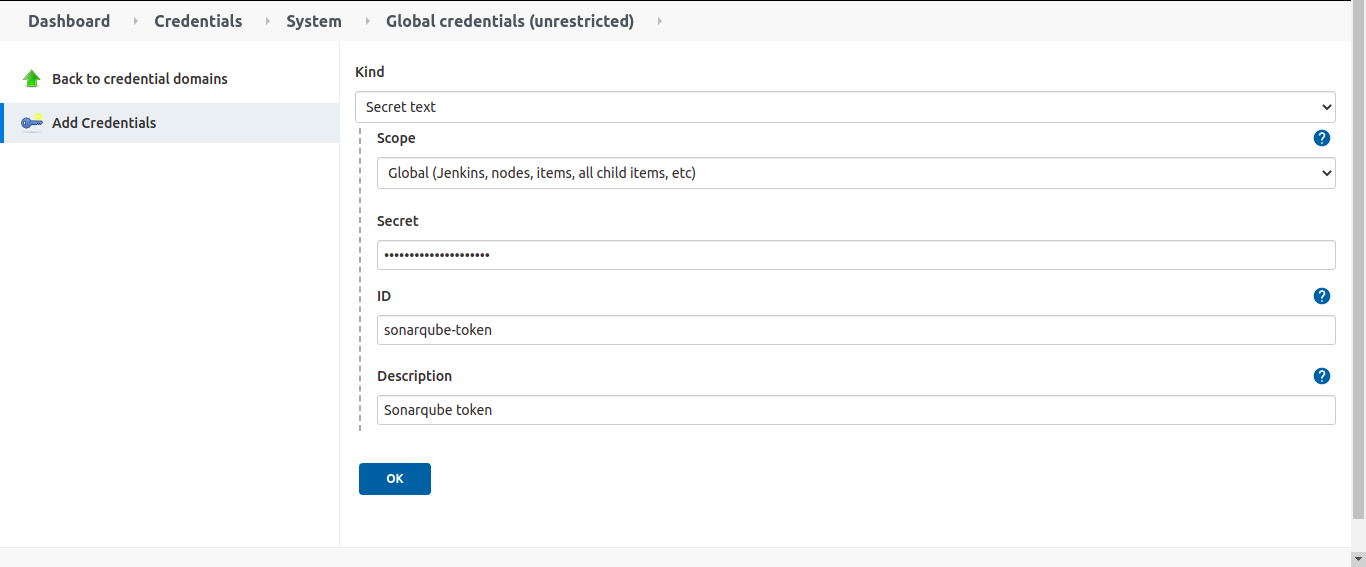 Dashboard Credentials System Global credentials (unrestricted)
Back to credential domains
Add Credentials
Kind
Secret text
Scope
?
Global (Jenkins, nodes, items, all child items, etc)
Secret
•••••••••••••••••••••
ID
?
sonarqube-token
Description
?
Sonarqube token
OK